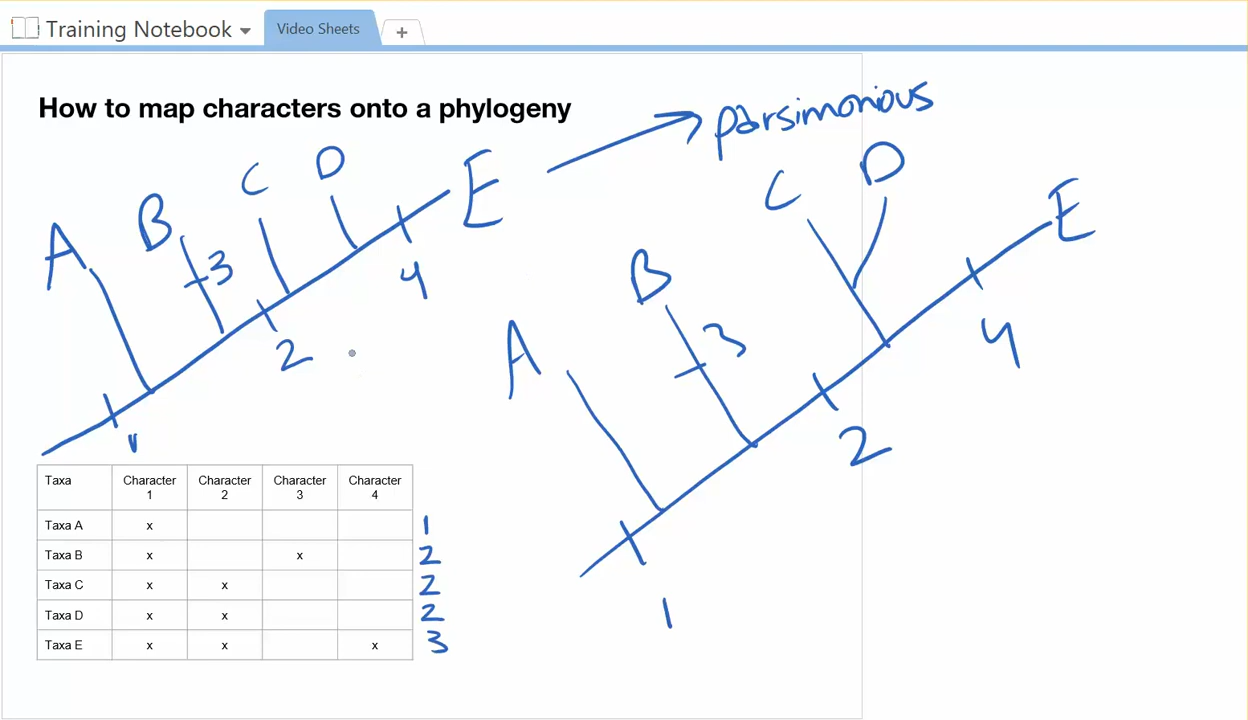 Training Notebook
Video Sheets
+
How to map characters onto a phylogeny
parsimonious
A B C D E
3
4
2
1
A B C D E
3
4
2
1
Taxa Character 1 Character 2 Character 3 Character 4
Taxa A x 1
Taxa B x x 2
Taxa C x x 2
Taxa D x x 2
Taxa E x x x 3